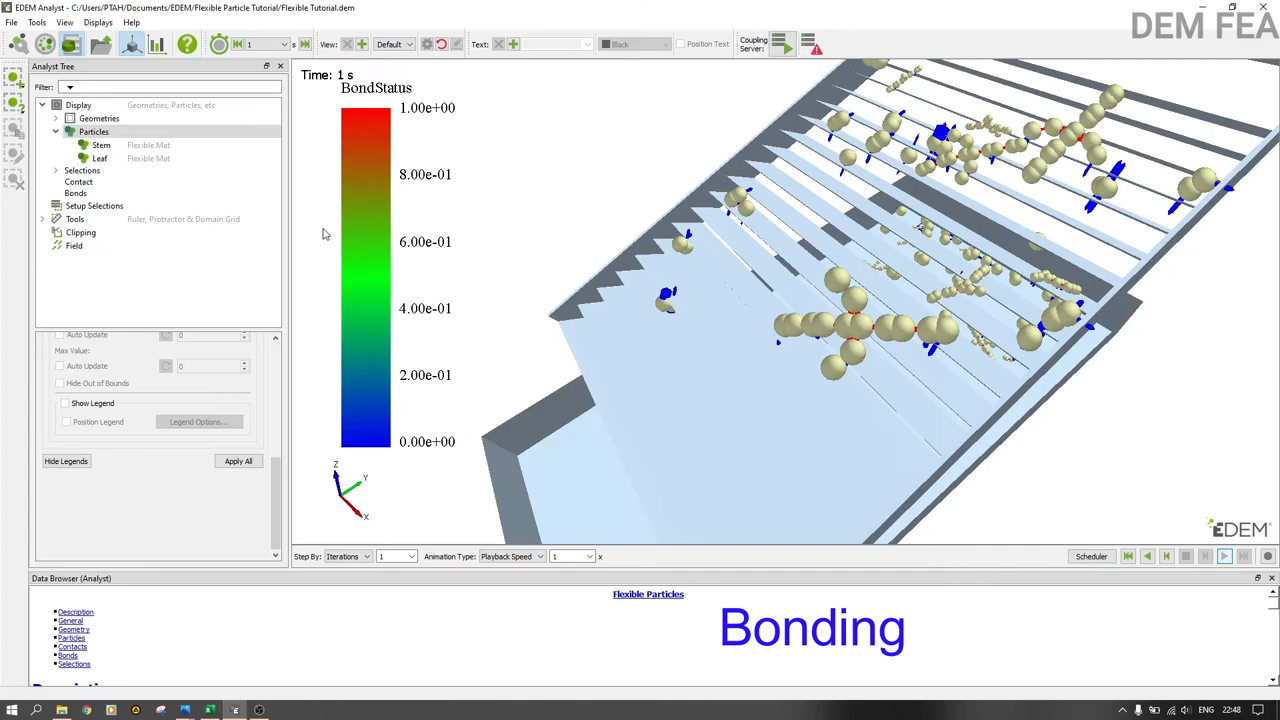 EDEM Analyst - C:/Users/PTAH/Documents/EDEM/Flexible Particle Tutorial/Flexible Tutorial.dem
DEM FEA
File Tools View Displays Help
1 s View: Default Text: Black Position Text Coupling Server:
Analyst Tree
Filter:
Display Geometries, Particles, etc
Geometries
Particles
Stem Flexible Mat
Leaf Flexible Mat
Selections
Contact
Bonds
Setup Selections
Tools Ruler, Protractor & Domain Grid
Clipping
Field
Auto Update 0
Max Value:
Auto Update 0
Hide Out of Bounds
Show Legend
Position Legend Legend Options...
Hide Legends Apply All
Time: 1 s
BondStatus
1.00e+00
8.00e-01
6.00e-01
4.00e-01
2.00e-01
0.00e+00
Z
Y
X
EDEM
Step By: Iterations 1 Animation Type: Playback Speed 1 x Scheduler
Data Browser (Analyst)
Flexible Particles
Description
General
Geometry
Particles
Contacts
Bonds
Selections
Bonding
ENG 22:48